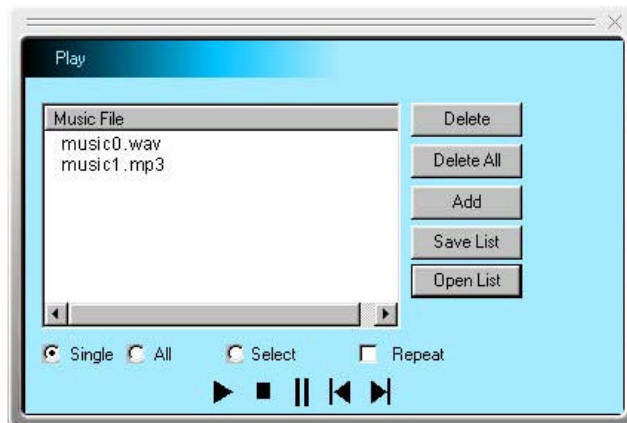 Play
Music File
music0.wav
music1.mp3
Delete
Delete All
Add
Save List
Open List
Single All Select Repeat